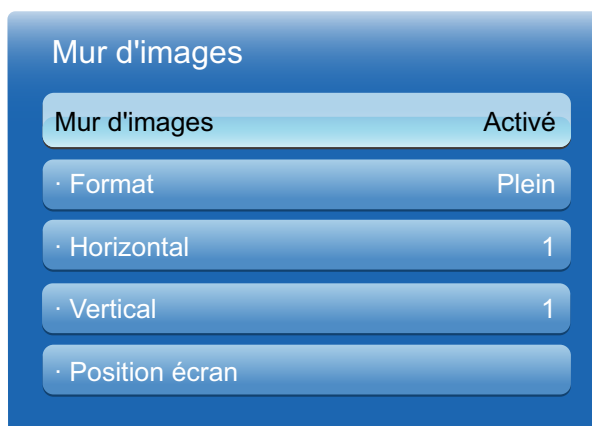 Mur d'images
Mur d'images Activé
· Format Plein
· Horizontal 1
· Vertical 1
· Position écran